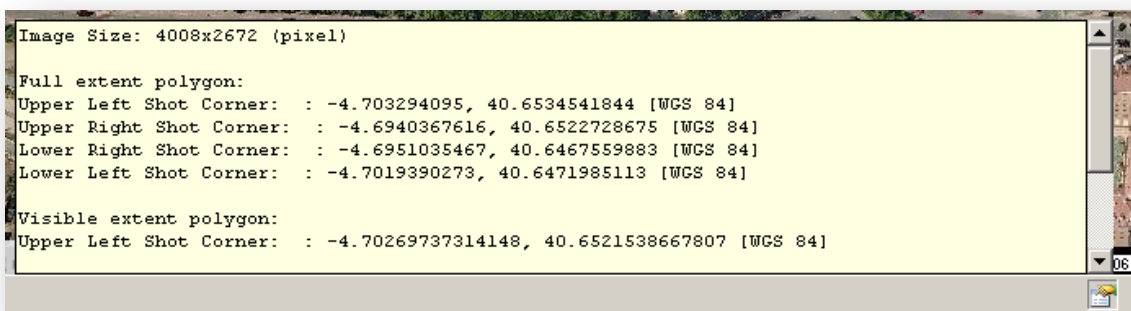 Image Size: 4008x2672 (pixel)
Full extent polygon:
Upper Left Shot Corner:  : -4.703294095, 40.6534541844 [WGS 84]
Upper Right Shot Corner:  : -4.6940367616, 40.6522728675 [WGS 84]
Lower Right Shot Corner:  : -4.6951035467, 40.6467559883 [WGS 84]
Lower Left Shot Corner:  : -4.7019390273, 40.6471985113 [WGS 84]
Visible extent polygon:
Upper Left Shot Corner:  : -4.70269737314148, 40.6521538667807 [WGS 84]
06